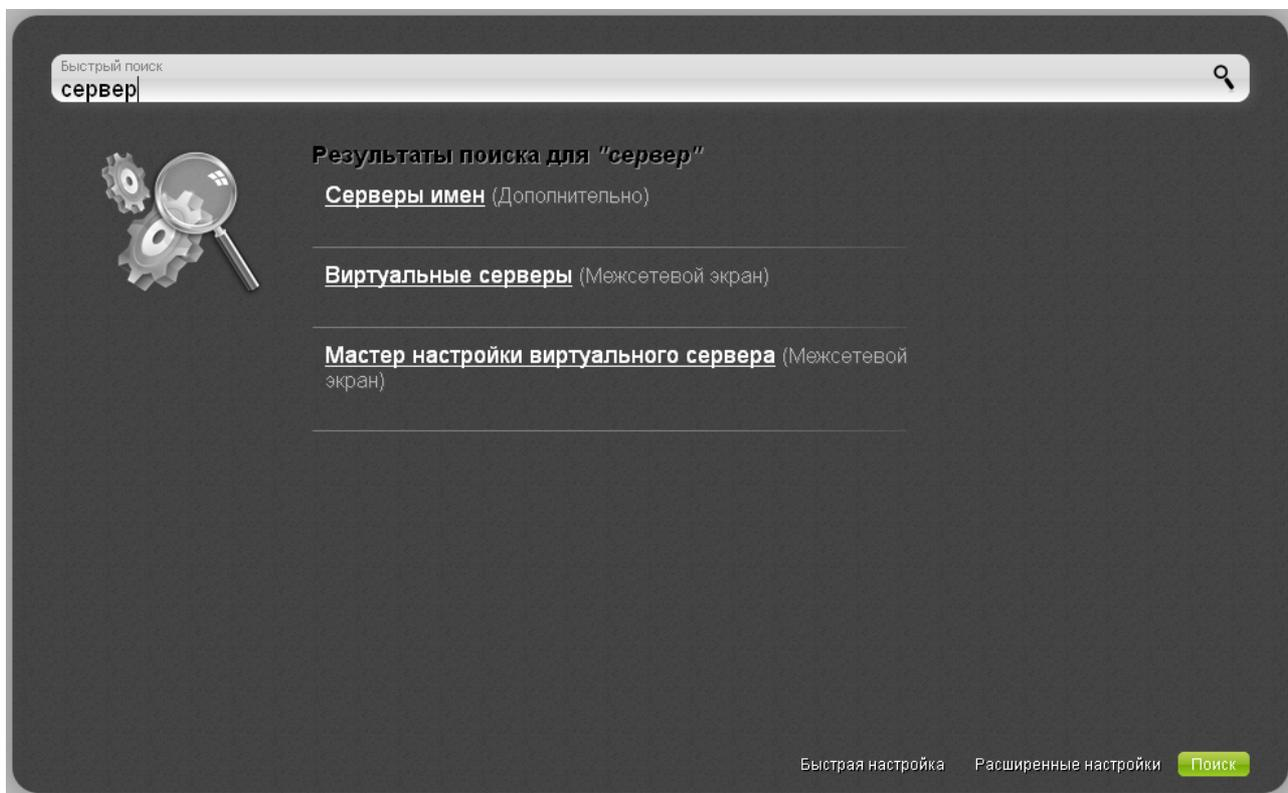 Быстрый поиск
сервер
Результаты поиска для "сервер"
Серверы имен (Дополнительно)
Виртуальные серверы (Межсетевой экран)
Мастер настройки виртуального сервера (Межсетевой
экран)
Быстрая настройка Расширенные настройки Поиск